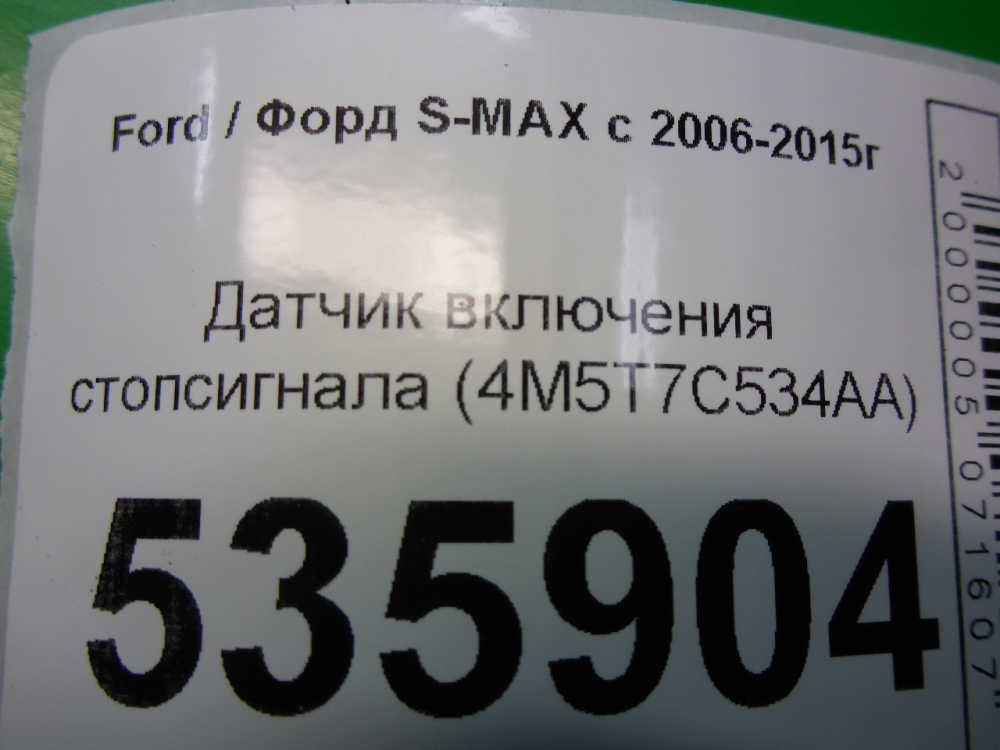 Ford / Форд S-MAX с 2006-2015г
Датчик включения
стопсигнала (4M5T7C534AA)
535904
2000005071607